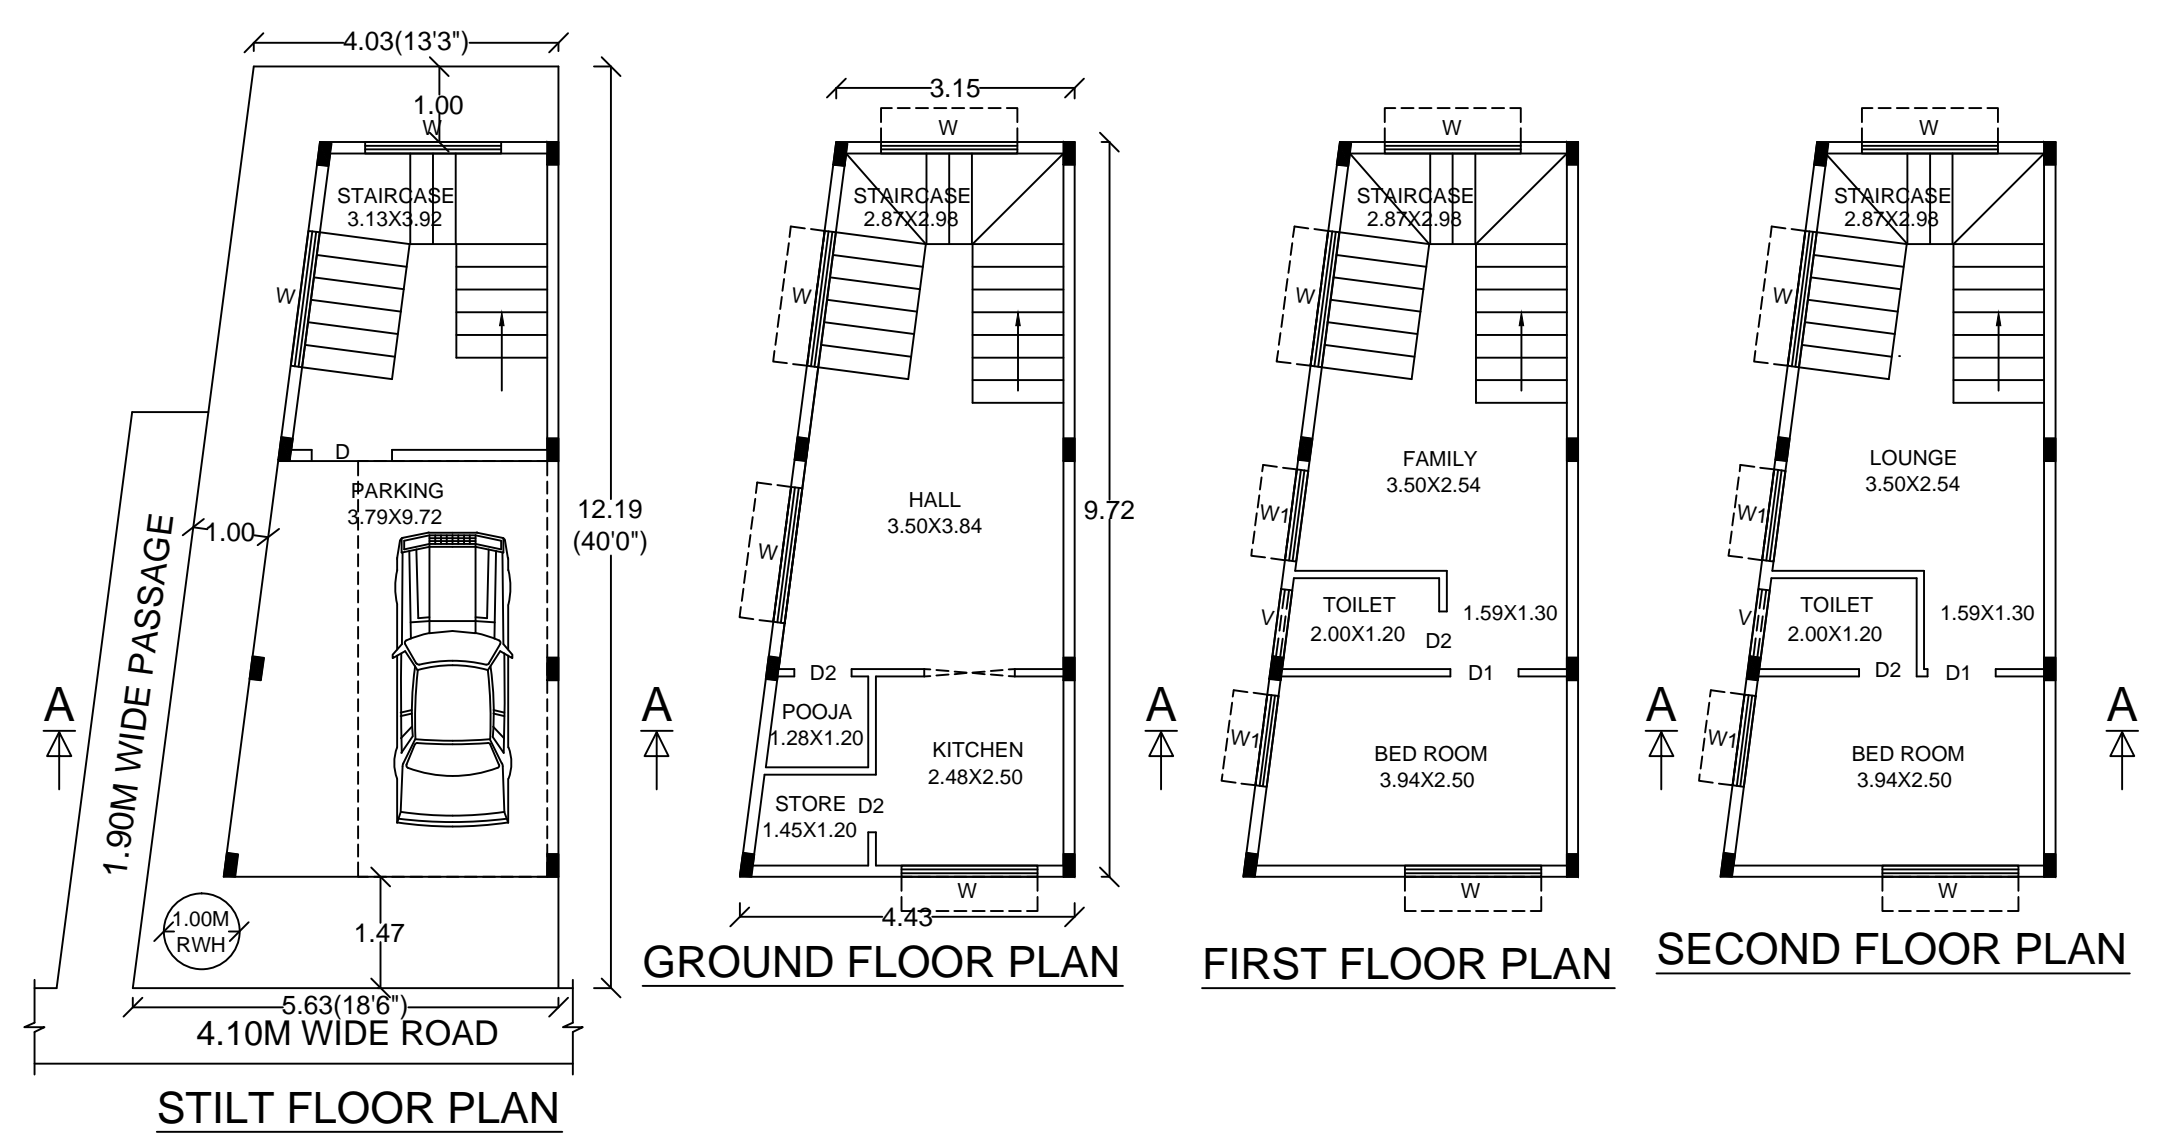 4.03(13'3")
1.00
W
STAIRCASE
3.13X3.92
W
D
PARKING
3.79X9.72
1.00
12.19
(40'0")
1.90M WIDE PASSAGE
A
1.00M
RWH
1.47
5.63(18'6")
4.10M WIDE ROAD
STILT FLOOR PLAN
3.15
W
STAIRCASE
2.87X2.98
W
HALL
3.50X3.84
9.72
W
D2
POOJA
1.28X1.20
A
KITCHEN
2.48X2.50
STORE D2
1.45X1.20
W
4.43
GROUND FLOOR PLAN
W
STAIRCASE
2.87X2.98
W
FAMILY
3.50X2.54
W1
TOILET
2.00X1.20
V
1.59X1.30
D2
D1
A
W1
BED ROOM
3.94X2.50
W
FIRST FLOOR PLAN
W
STAIRCASE
2.87X2.98
W
LOUNGE
3.50X2.54
W1
TOILET
2.00X1.20
V
1.59X1.30
D2 D1
A
A
W1
BED ROOM
3.94X2.50
W
SECOND FLOOR PLAN